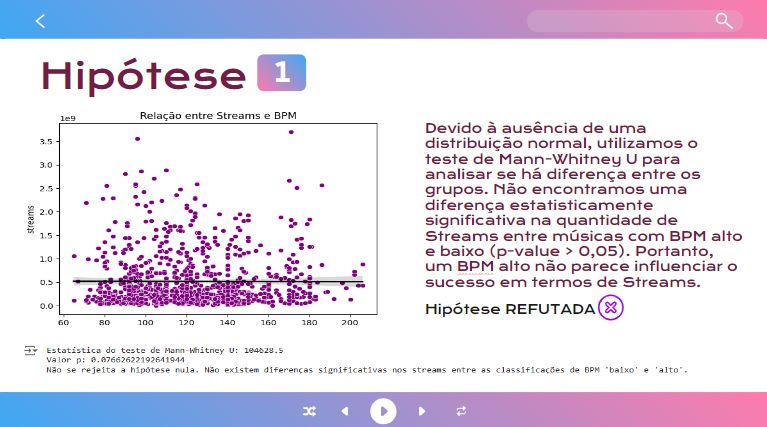 Hipótese 1
Relação entre Streams e BPM
1e9
3.5
3.0
2.5
2.0
1.5
1.0
0.5
0.0
streams
60 80 100 120 140 160 180 200
Devido à ausência de uma
distribuição normal, utilizamos o
teste de Mann-Whitney U para
analisar se há diferença entre os
grupos. Não encontramos uma
diferença estatisticamente
significativa na quantidade de
Streams entre músicas com BPM alto
e baixo (p-value > 0,05). Portanto,
um BPM alto não parece influenciar o
sucesso em termos de Streams.
Hipótese REFUTADA
Estatística do teste de Mann-Whitney U: 104628.5
Valor p: 0.07662622192641944
Não se rejeita a hipótese nula. Não existem diferenças significativas nos streams entre as classificações de BPM 'baixo' e 'alto'.